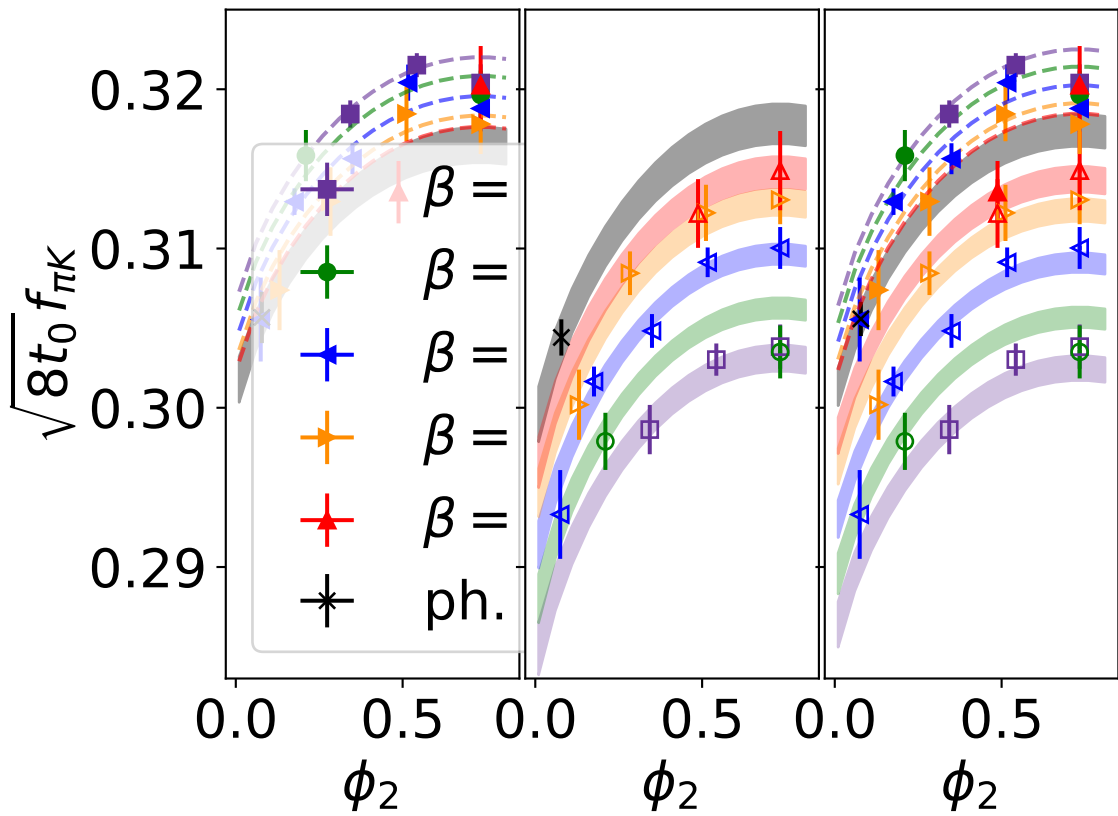 0.32
0.31
0.30
0.29
√8t₀ f_πK
β =
β =
β =
β =
β =
ph.
0.0 0.5 0.0 0.5 0.0 0.5
ϕ₂ ϕ₂ ϕ₂